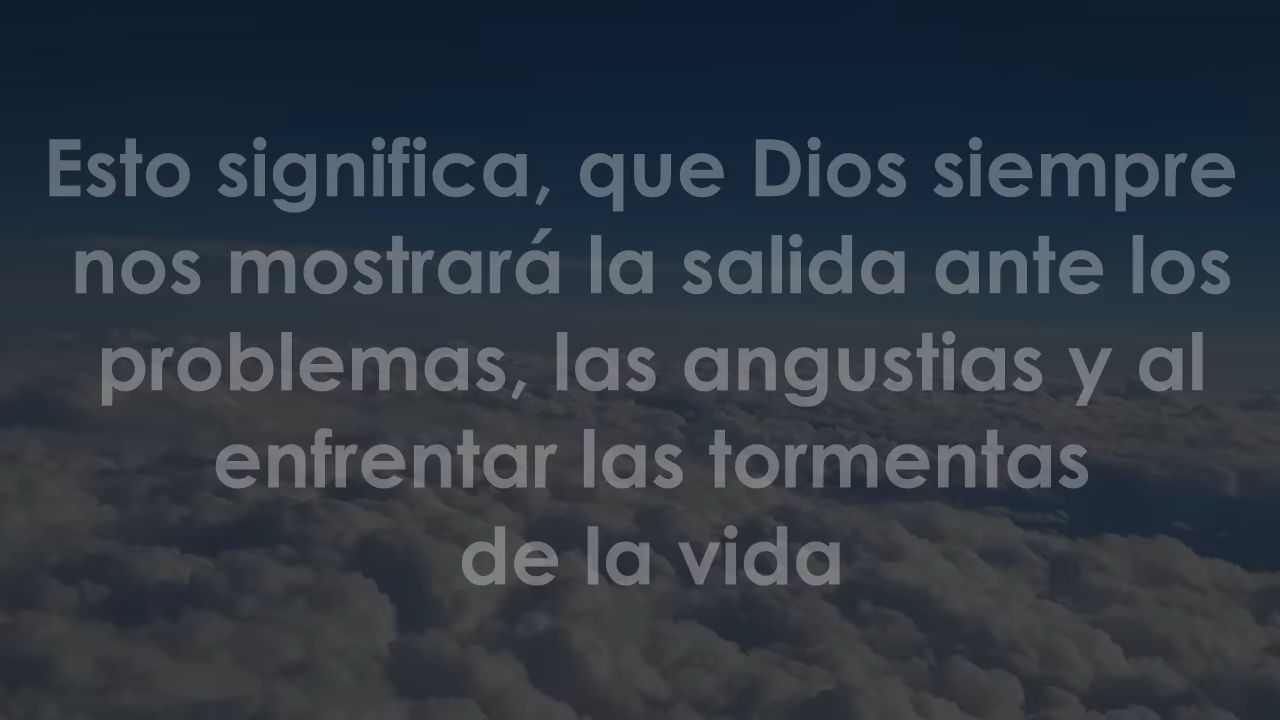 Esto significa, que Dios siempre
nos mostrará la salida ante los
problemas, las angustias y al
enfrentar las tormentas
de la vida